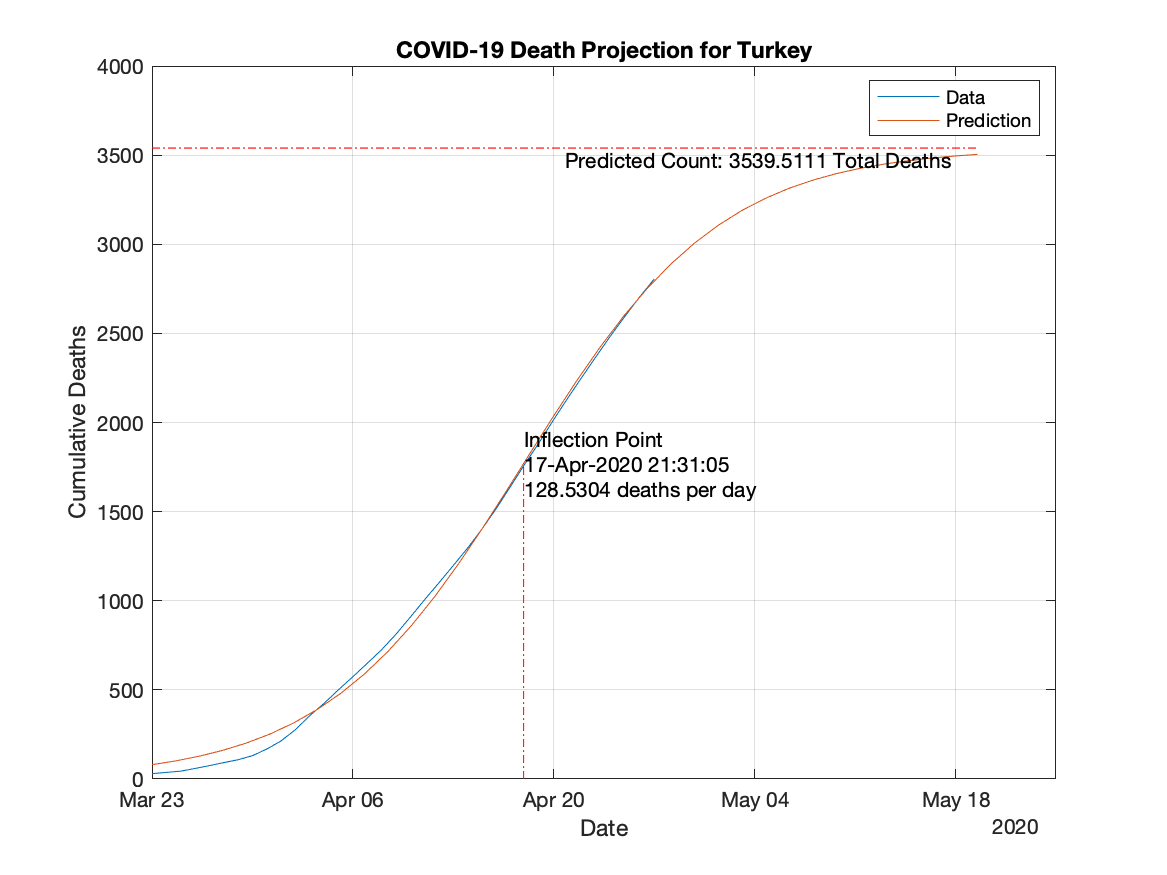 COVID-19 Death Projection for Turkey
4000
Data
Prediction
3500
Predicted Count: 3539.5111 Total Deaths
3000
2500
Cumulative Deaths
2000
Inflection Point
17-Apr-2020 21:31:05
128.5304 deaths per day
1500
1000
500
0
Mar 23 Apr 06 Apr 20 May 04 May 18
Date
2020